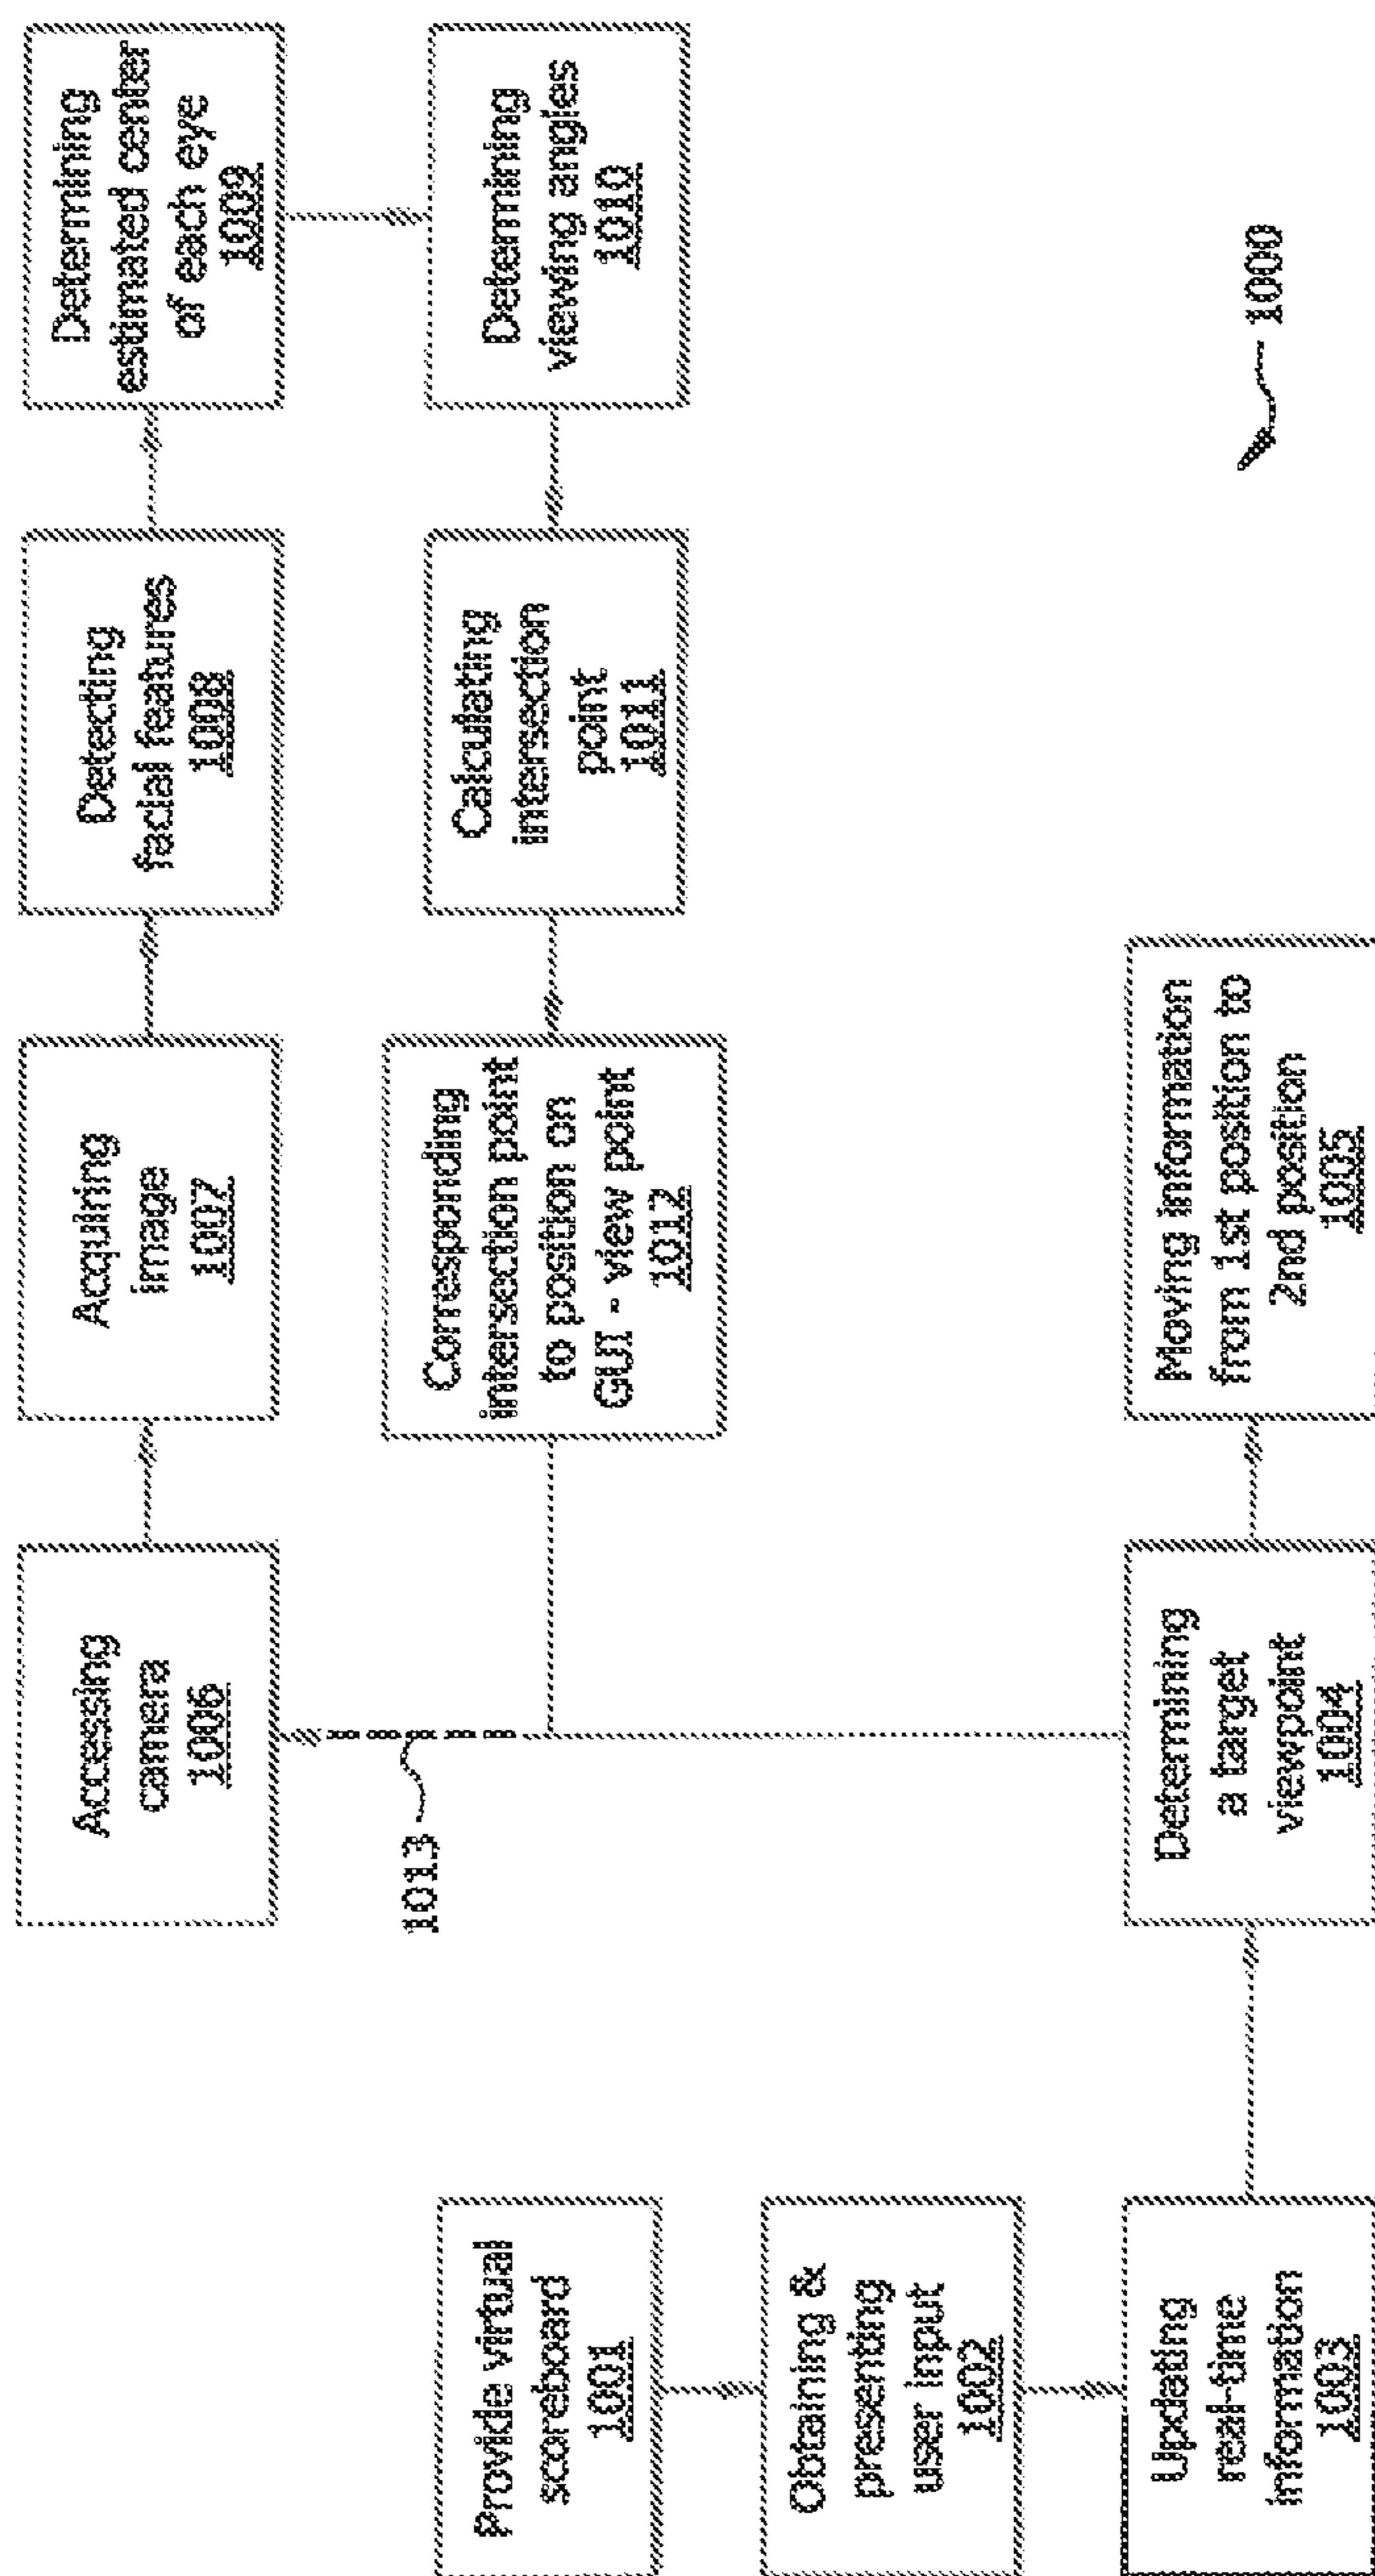 Provide virtual
scoreboard
1001
Obtaining &
presenting
user input
1002
Updating
real-time
information
1003
Determining
a target
viewpoint
1004
Moving information
from 1st position to
2nd position
1005
Accessing
camera
1006
Acquiring
image
1007
Detecting
facial features
1008
Determining
estimated center
of each eye
1009
Determining
viewing angles
1010
Calculating
intersection
point
1011
Corresponding
intersection point
to position on
GUI - view point
1012
1013
1000